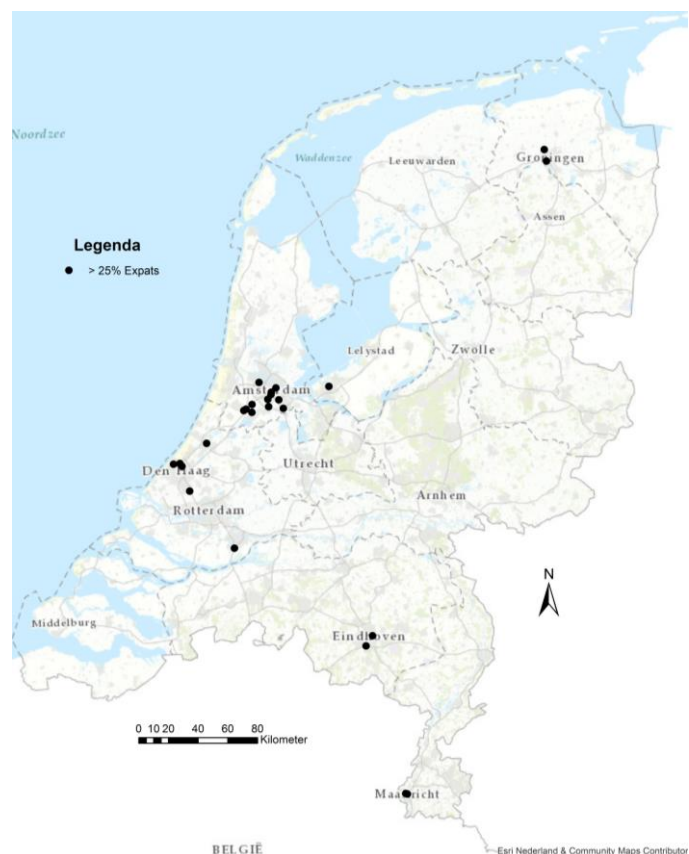 Noordzee
Waddenzee
Leeuwarden
Groningen
Assen
Legenda
> 25% Expats
Lelystad
Zwolle
Amsterdam
Den Haag
Utrecht
Arnhem
Rotterdam
N
Middelburg
Eindhoven
0 10 20 40 60 80
Kilometer
Maastricht
BELGIË
Esri Nederland & Community Maps Contributor